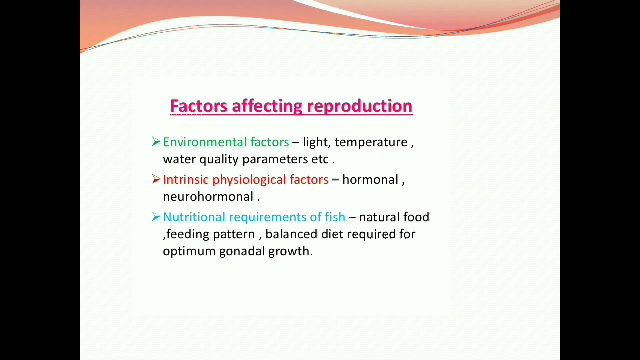 Factors affecting reproduction
➢Environmental factors – light, temperature ,
water quality parameters etc .
➢Intrinsic physiological factors – hormonal ,
neurohormonal .
➢Nutritional requirements of fish – natural food
,feeding pattern , balanced diet required for
optimum gonadal growth.